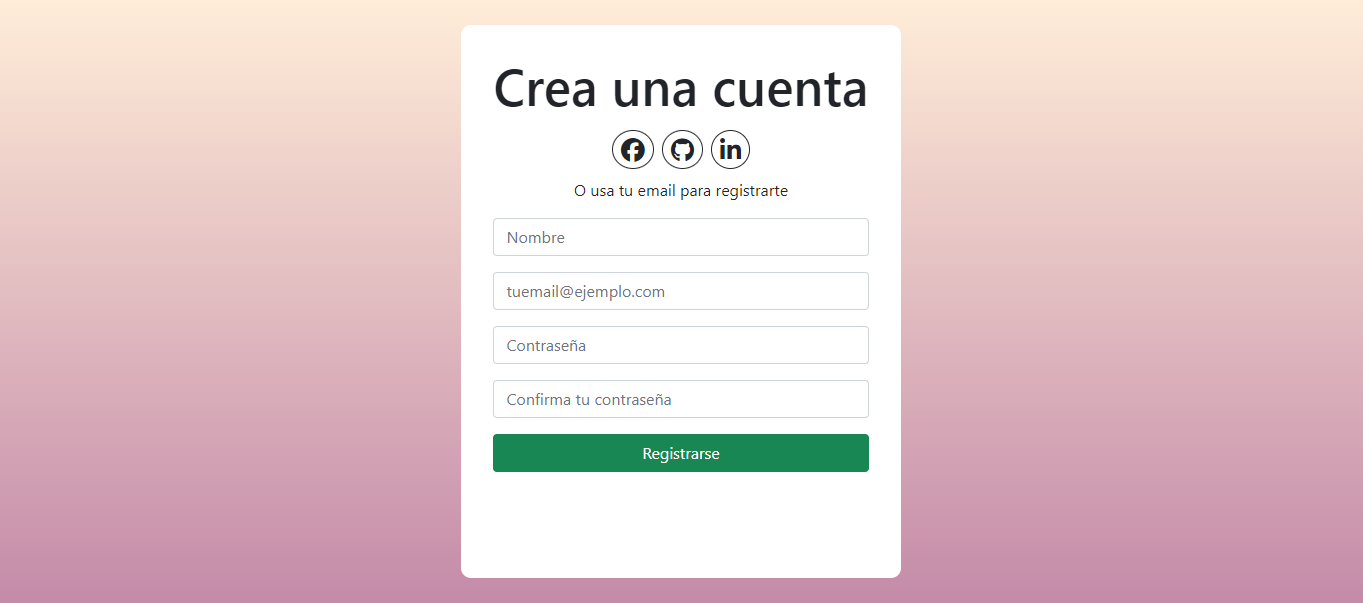 Crea una cuenta
O usa tu email para registrarte
Nombre
tuemail@ejemplo.com
Contraseña
Confirma tu contraseña
Registrarse